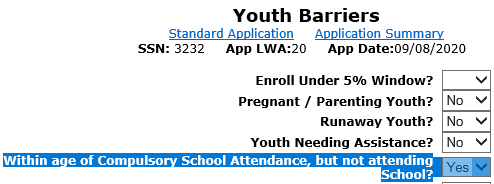 Youth Barriers
Standard Application Application Summary
SSN: 3232 App LWA:20 App Date:09/08/2020
Enroll Under 5% Window?
Pregnant / Parenting Youth? No
Runaway Youth? No
Youth Needing Assistance? No
Within age of Compulsory School Attendance, but not attending
School? Yes